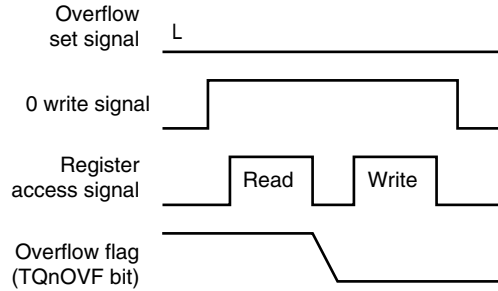 Overflow
set signal
L
0 write signal
Register
access signal
Read
Write
Overflow flag
(TQnOVF bit)